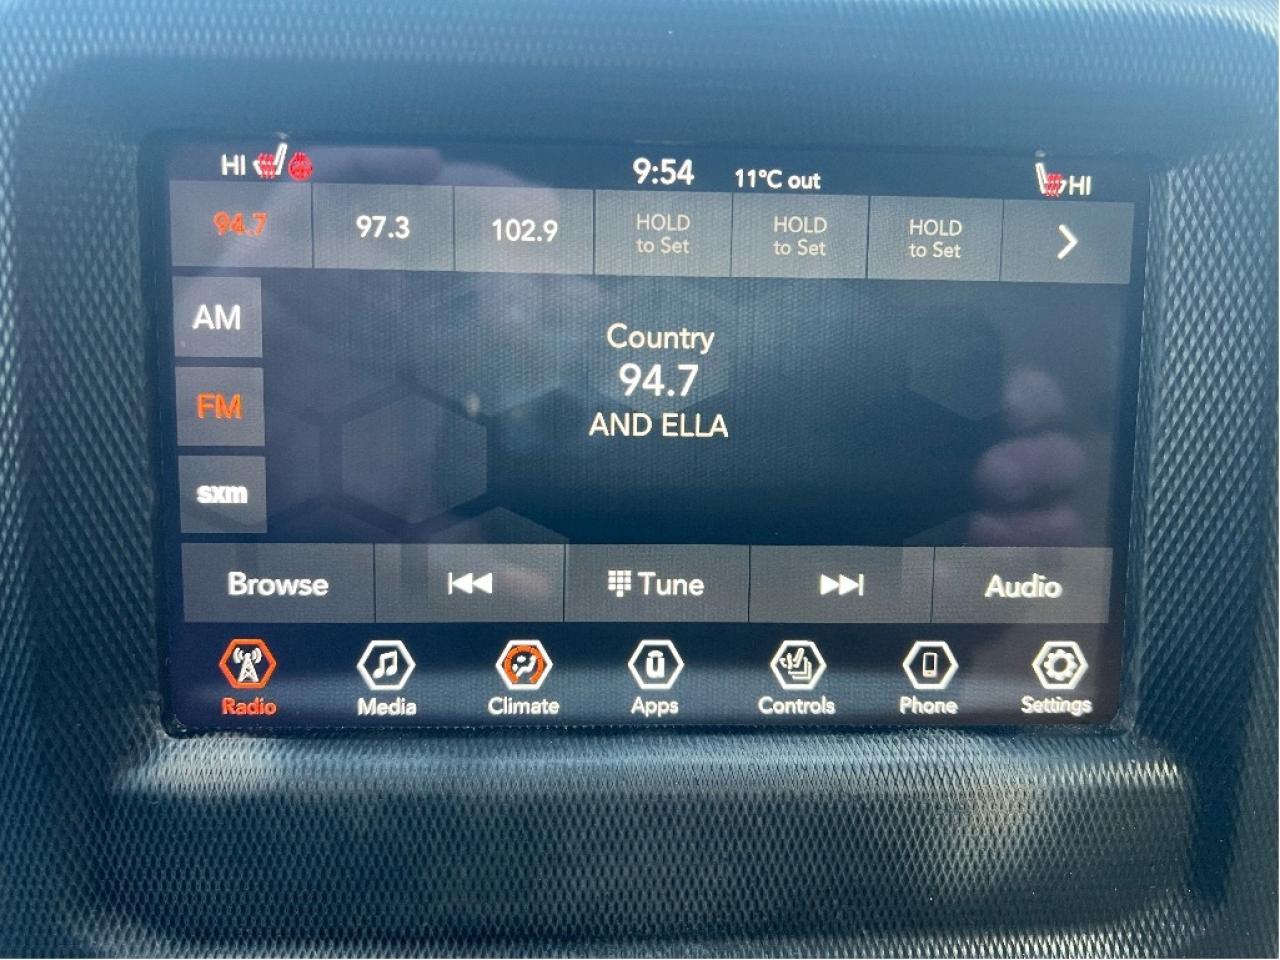 HI 9:54 11°C out HI
94.7 97.3 102.9 HOLD to Set HOLD to Set HOLD to Set
AM
Country
94.7
FM
AND ELLA
sxm
Browse Tune Audio
Radio Media Climate Apps Controls Phone Settings